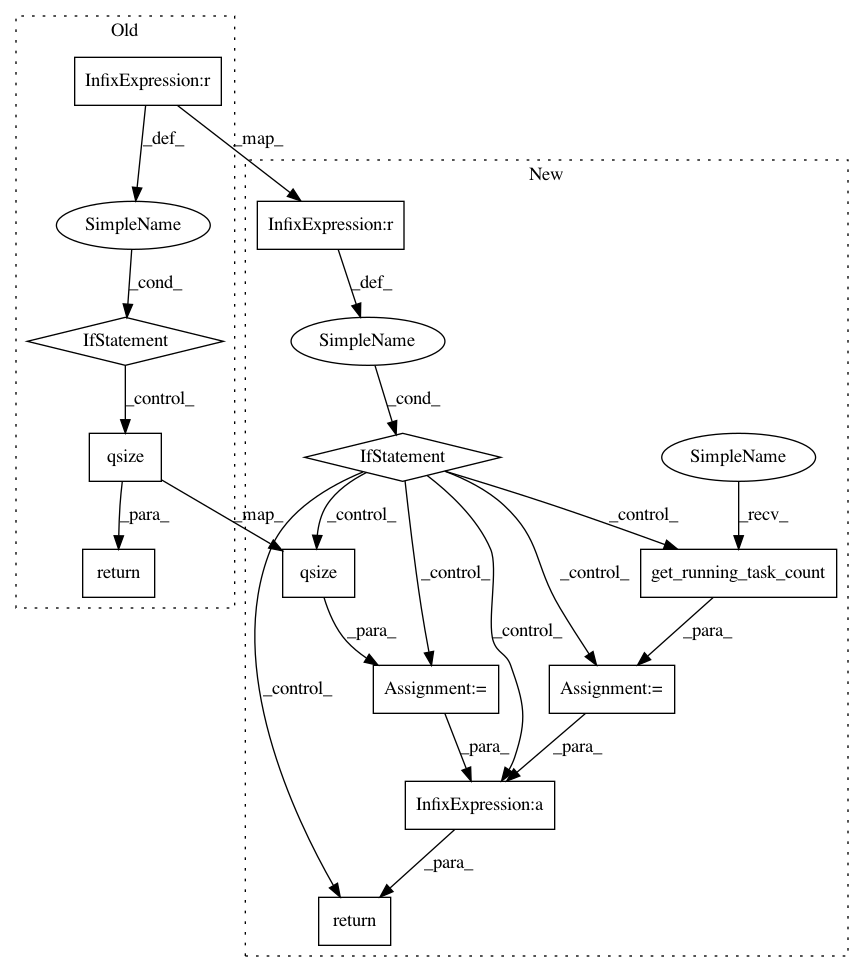 Old
InfixExpression:r
_def_
_map_
New
SimpleName
InfixExpression:r
_cond_
_def_
IfStatement
SimpleName
_control_
_cond_
qsize
IfStatement
SimpleName
_para_
_map_
_control_
_control_
_recv_
return
qsize
_control_
_control_
get_running_task_count
_para_
_control_
_para_
_control_
Assignment:=
Assignment:=
_para_
_para_
InfixExpression:a
_para_
return